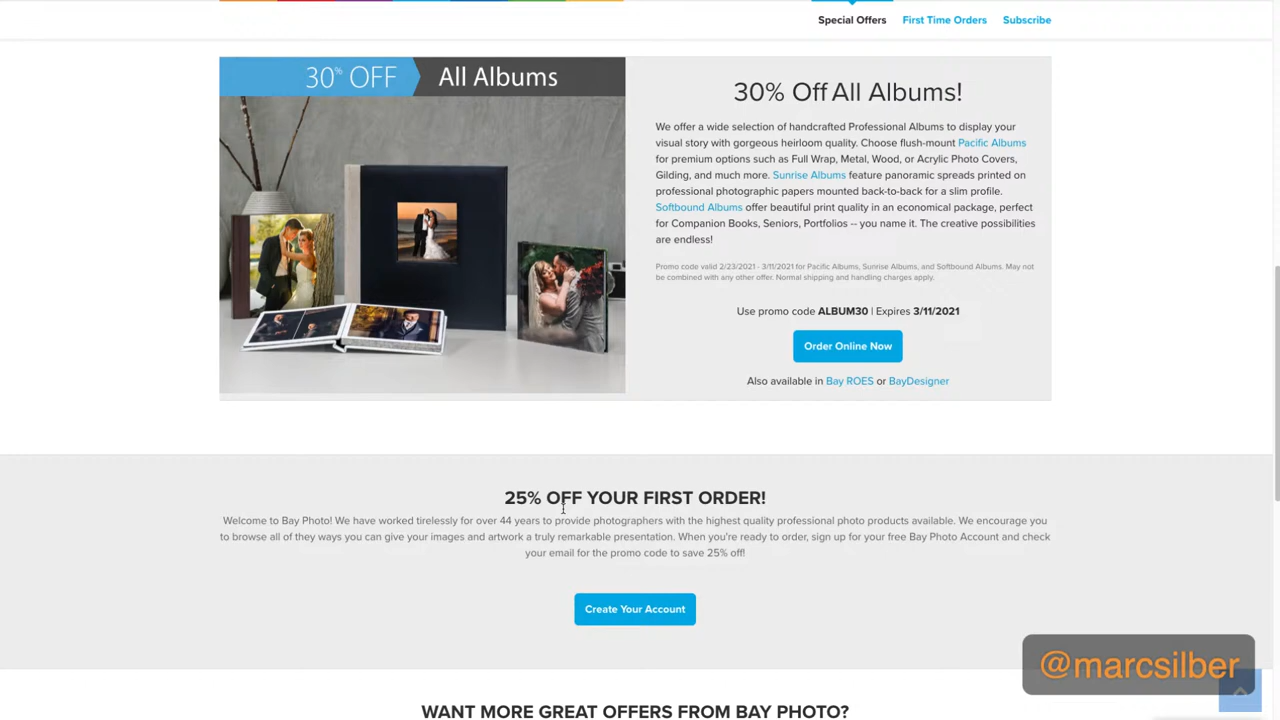 Special Offers First Time Orders Subscribe
30% OFF All Albums
30% Off All Albums!
We offer a wide selection of handcrafted Professional Albums to display your
visual story with gorgeous heirloom quality. Choose flush-mount Pacific Albums
for premium options such as Full Wrap, Metal, Wood, or Acrylic Photo Covers,
Gilding, and much more. Sunrise Albums feature panoramic spreads printed on
professional photographic papers mounted back-to-back for a slim profile.
Softbound Albums offer beautiful print quality in an economical package, perfect
for Companion Books, Seniors, Portfolios -- you name it. The creative possibilities
are endless!
Promo code valid 2/23/2021 - 3/11/2021 for Pacific Albums, Sunrise Albums, and Softbound Albums. May not
be combined with any other offer. Normal shipping and handling charges apply.
Use promo code ALBUM30 | Expires 3/11/2021
Order Online Now
Also available in Bay ROES or BayDesigner
25% OFF YOUR FIRST ORDER!
Welcome to Bay Photo! We have worked tirelessly for over 44 years to provide photographers with the highest quality professional photo products available. We encourage you
to browse all of they ways you can give your images and artwork a truly remarkable presentation. When you're ready to order, sign up for your free Bay Photo Account and check
your email for the promo code to save 25% off!
Create Your Account
@marcsilber
WANT MORE GREAT OFFERS FROM BAY PHOTO?